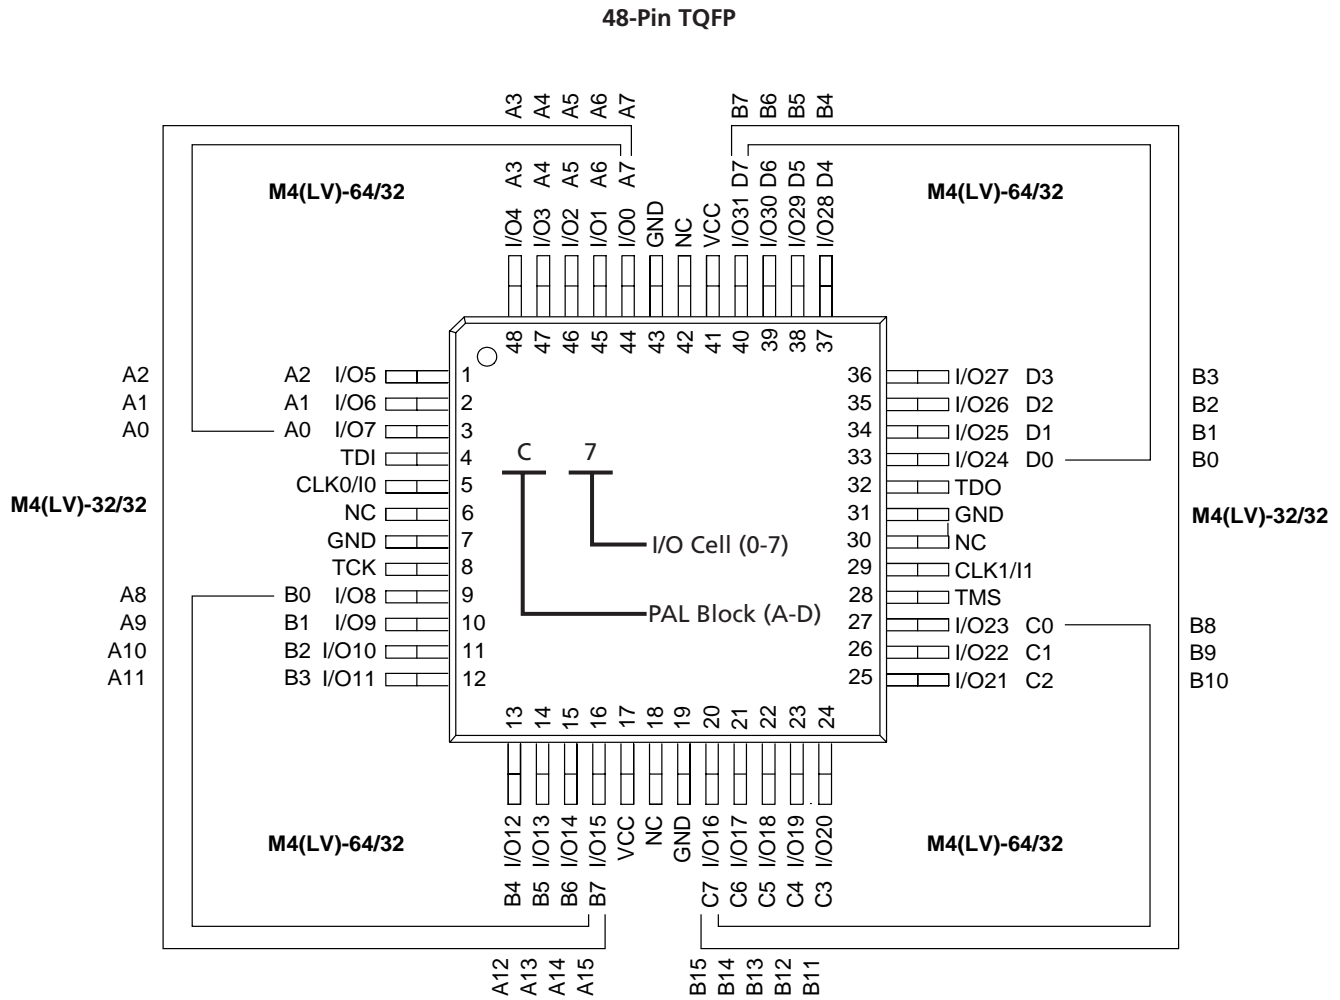 48-Pin TQFP
A3 A4 A5 A6 A7 B7 B6 B5 B4
A3 A4 A5 A6 A7 D7 D6 D5 D4
M4(LV)-64/32 M4(LV)-64/32
I/O4 I/O3 I/O2 I/O1 I/O0 GND NC VCC I/O31 I/O30 I/O29 I/O28
48 47 46 45 44 43 42 41 40 39 38 37
A2 A2 I/O5 1 36 I/O27 D3 B3
A1 A1 I/O6 2 35 I/O26 D2 B2
A0 A0 I/O7 3 34 I/O25 D1 B1
TDI 4 33 I/O24 D0 B0
C 7
CLK0/I0 5 32 TDO
M4(LV)-32/32 M4(LV)-32/32
NC 6 31 GND
GND 7 30 NC
I/O Cell (0-7)
TCK 8 29 CLK1/I1
A8 B0 I/O8 9 28 TMS
PAL Block (A-D)
A9 B1 I/O9 10 27 I/O23 C0 B8
A10 B2 I/O10 11 26 I/O22 C1 B9
A11 B3 I/O11 12 25 I/O21 C2 B10
13 14 15 16 17 18 19 20 21 22 23 24
I/O12 I/O13 I/O14 I/O15 VCC NC GND I/O16 I/O17 I/O18 I/O19 I/O20
M4(LV)-64/32 M4(LV)-64/32
B4 B5 B6 B7 C7 C6 C5 C4 C3
A12 A13 A14 A15 B15 B14 B13 B12 B11